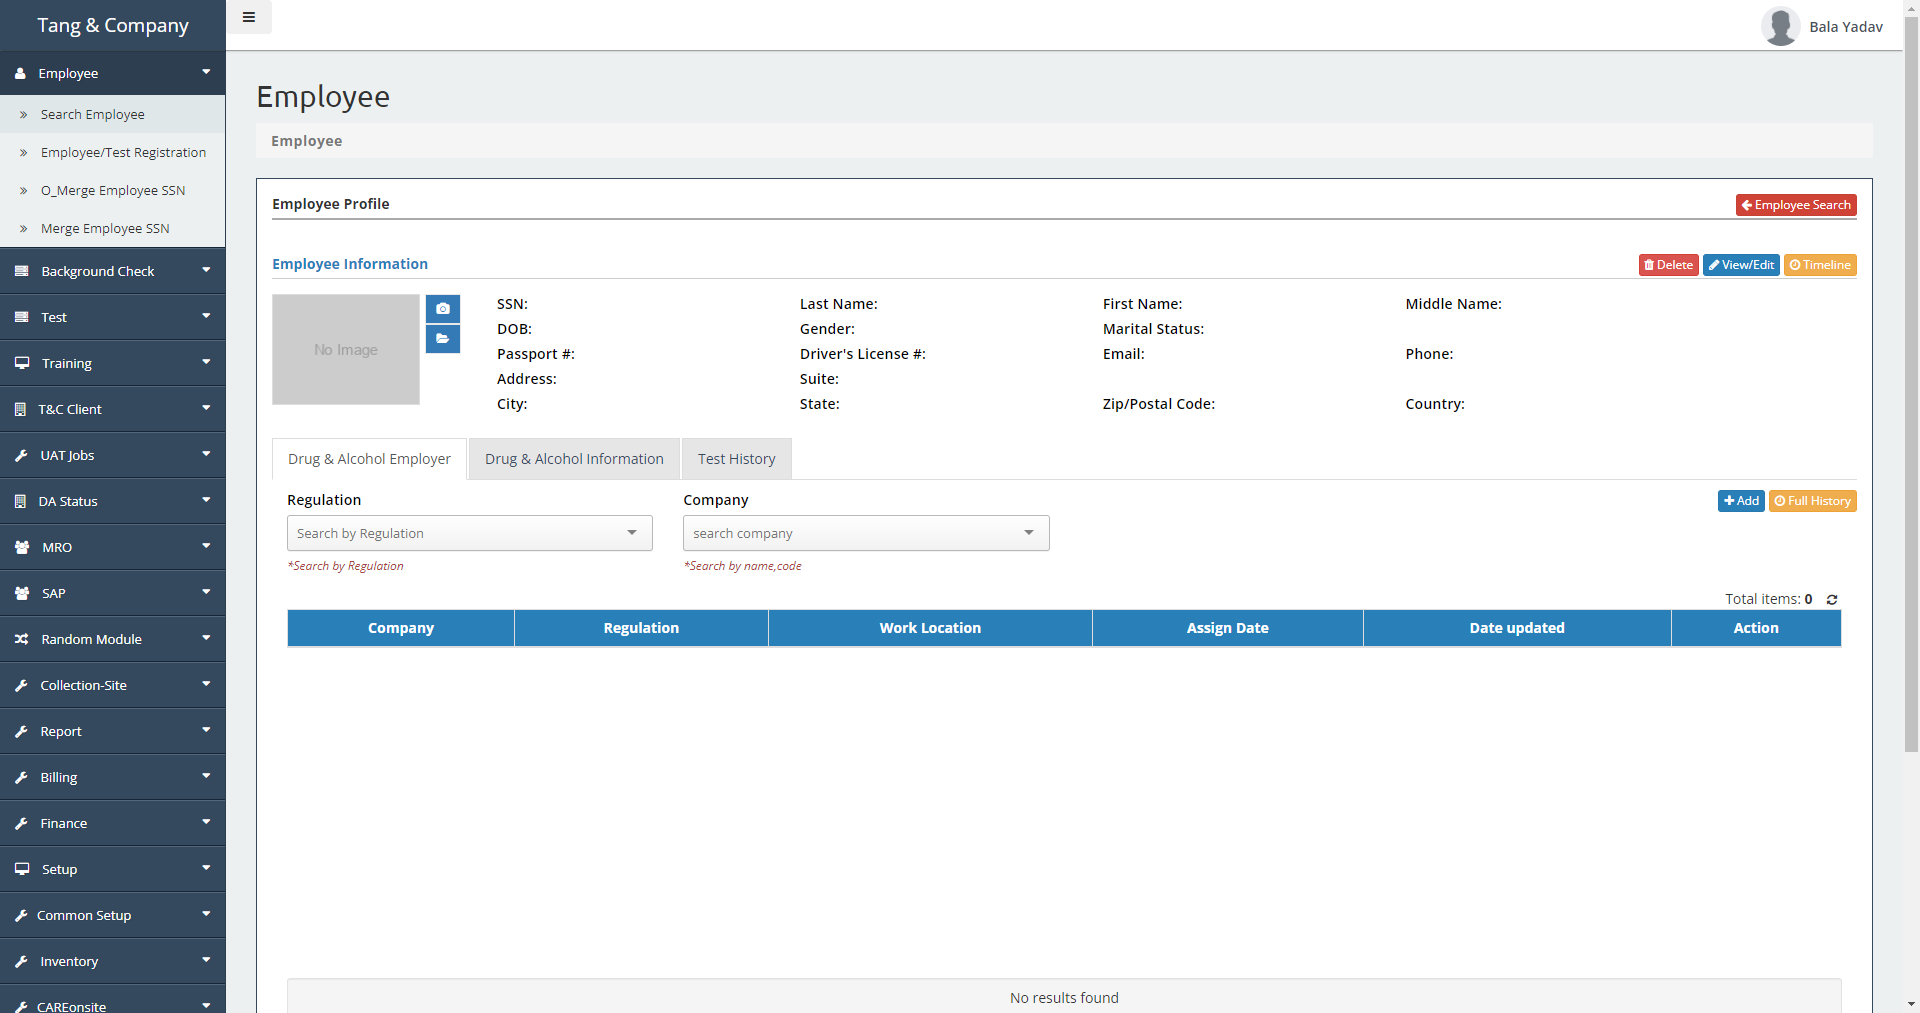 Tang & Company
Bala Yadav
Employee
Search Employee
Employee/Test Registration
O_Merge Employee SSN
Merge Employee SSN
Background Check
Test
Training
T&C Client
UAT Jobs
DA Status
MRO
SAP
Random Module
Collection-Site
Report
Billing
Finance
Setup
Common Setup
Inventory
CAREonsite
Employee
Employee
Employee Profile
Employee Search
Employee Information
Delete
View/Edit
Timeline
No Image
SSN:
Last Name:
First Name:
Middle Name:
DOB:
Gender:
Marital Status:
Passport #:
Driver's License #:
Email:
Phone:
Address:
Suite:
City:
State:
Zip/Postal Code:
Country:
Drug & Alcohol Employer
Drug & Alcohol Information
Test History
Regulation
Company
Add
Full History
Search by Regulation
search company
*Search by Regulation
*Search by name,code
Total items: 0
Company
Regulation
Work Location
Assign Date
Date updated
Action
No results found